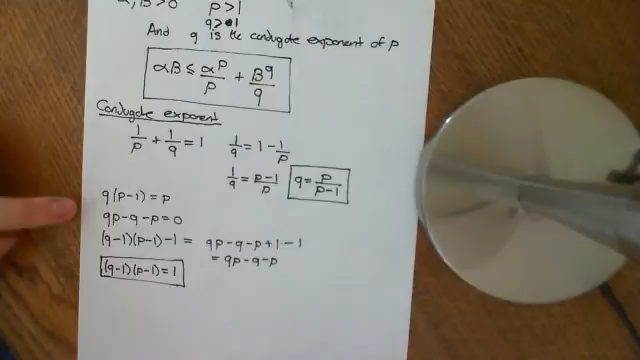 α, B > 0 p > 1
q > 1
And q is the conjugate exponent of p
αB ≤ α^p/p + B^q/q
Conjugate exponent
1/p + 1/q = 1 1/q = 1 - 1/p
1/q = p-1/p q = p/p-1
q(p-1) = p
qp - q - p = 0
(q-1)(p-1) - 1 = qp - q - p + 1 - 1
= qp - q - p
(q-1)(p-1) = 1